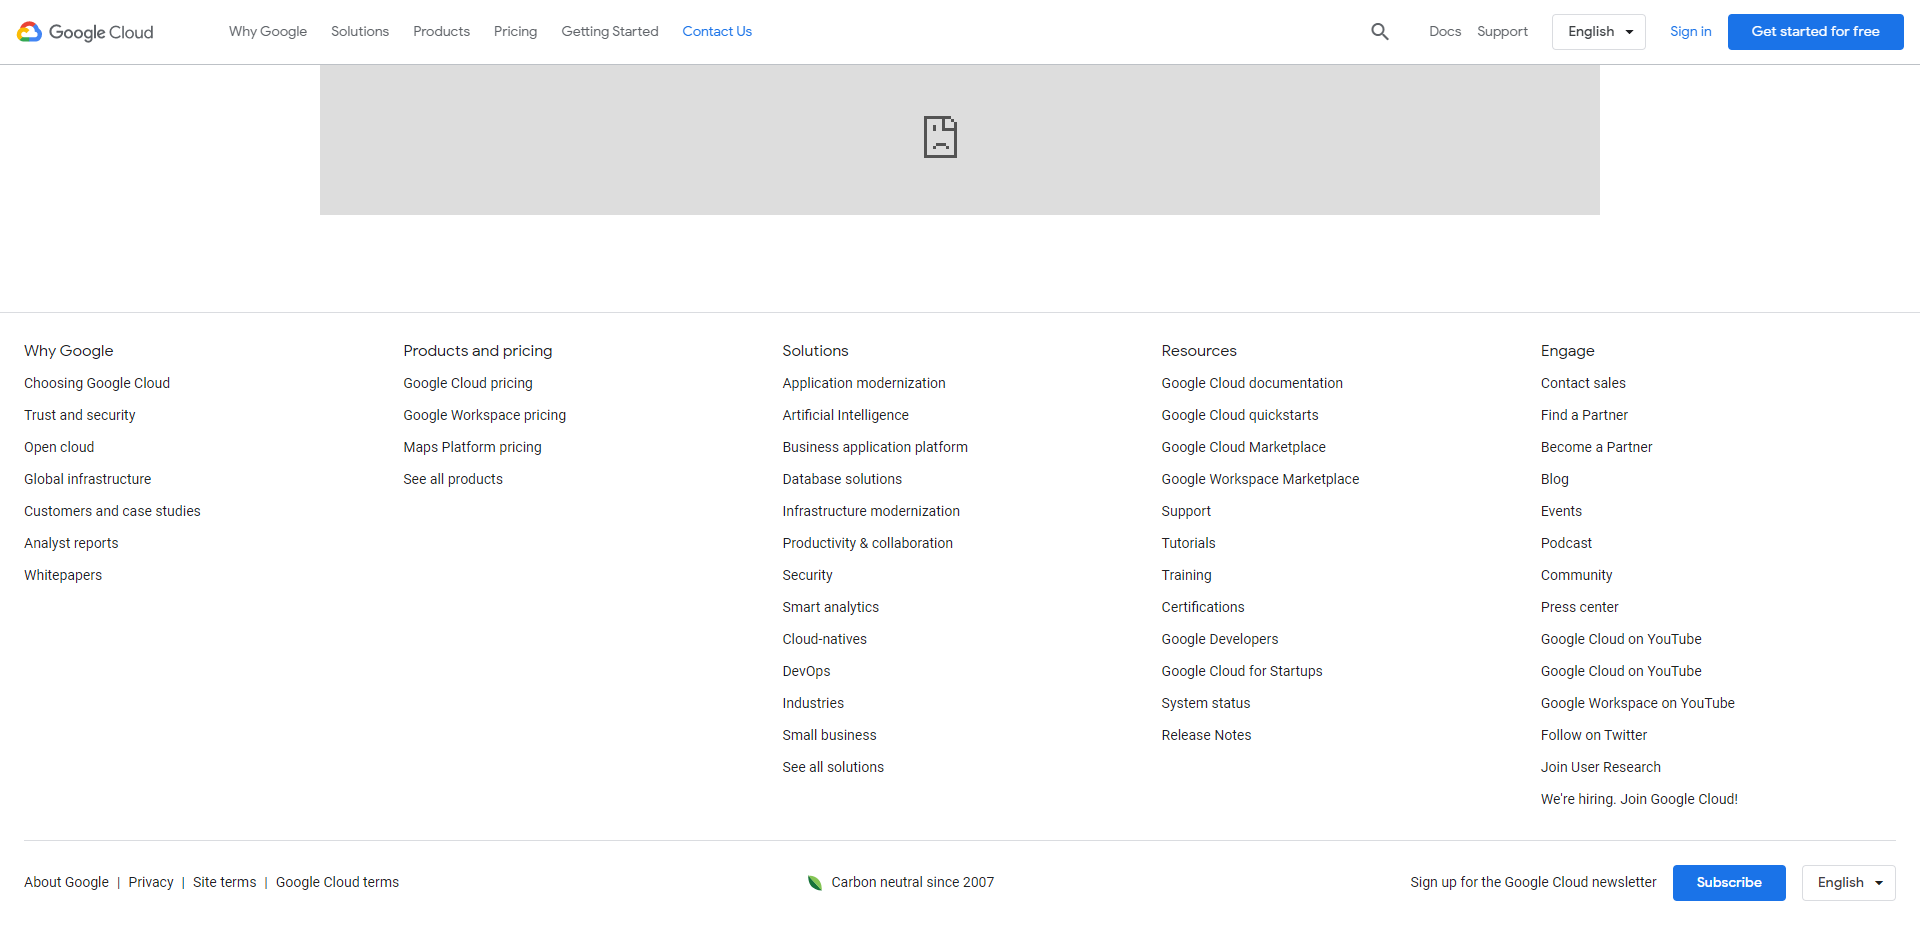 Google Cloud
Why Google
Solutions
Products
Pricing
Getting Started
Contact Us
Docs
Support
English
Sign in
Get started for free
Why Google
Choosing Google Cloud
Trust and security
Open cloud
Global infrastructure
Customers and case studies
Analyst reports
Whitepapers
Products and pricing
Google Cloud pricing
Google Workspace pricing
Maps Platform pricing
See all products
Solutions
Application modernization
Artificial Intelligence
Business application platform
Database solutions
Infrastructure modernization
Productivity & collaboration
Security
Smart analytics
Cloud-natives
DevOps
Industries
Small business
See all solutions
Resources
Google Cloud documentation
Google Cloud quickstarts
Google Cloud Marketplace
Google Workspace Marketplace
Support
Tutorials
Training
Certifications
Google Developers
Google Cloud for Startups
System status
Release Notes
Engage
Contact sales
Find a Partner
Become a Partner
Blog
Events
Podcast
Community
Press center
Google Cloud on YouTube
Google Cloud on YouTube
Google Workspace on YouTube
Follow on Twitter
Join User Research
We're hiring. Join Google Cloud!
About Google | Privacy | Site terms | Google Cloud terms
Carbon neutral since 2007
Sign up for the Google Cloud newsletter
Subscribe
English